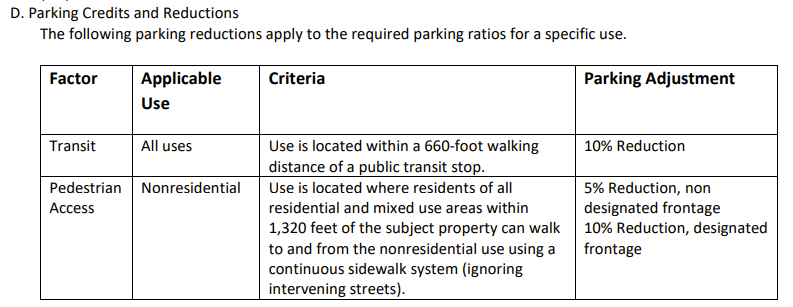 D. Parking Credits and Reductions
The following parking reductions apply to the required parking ratios for a specific use.
Factor
Applicable
Use
Criteria
Parking Adjustment
Transit
All uses
Use is located within a 660-foot walking
distance of a public transit stop.
10% Reduction
Pedestrian
Access
Nonresidential
Use is located where residents of all
residential and mixed use areas within
1,320 feet of the subject property can walk
to and from the nonresidential use using a
continuous sidewalk system (ignoring
intervening streets).
5% Reduction, non
designated frontage
10% Reduction, designated
frontage